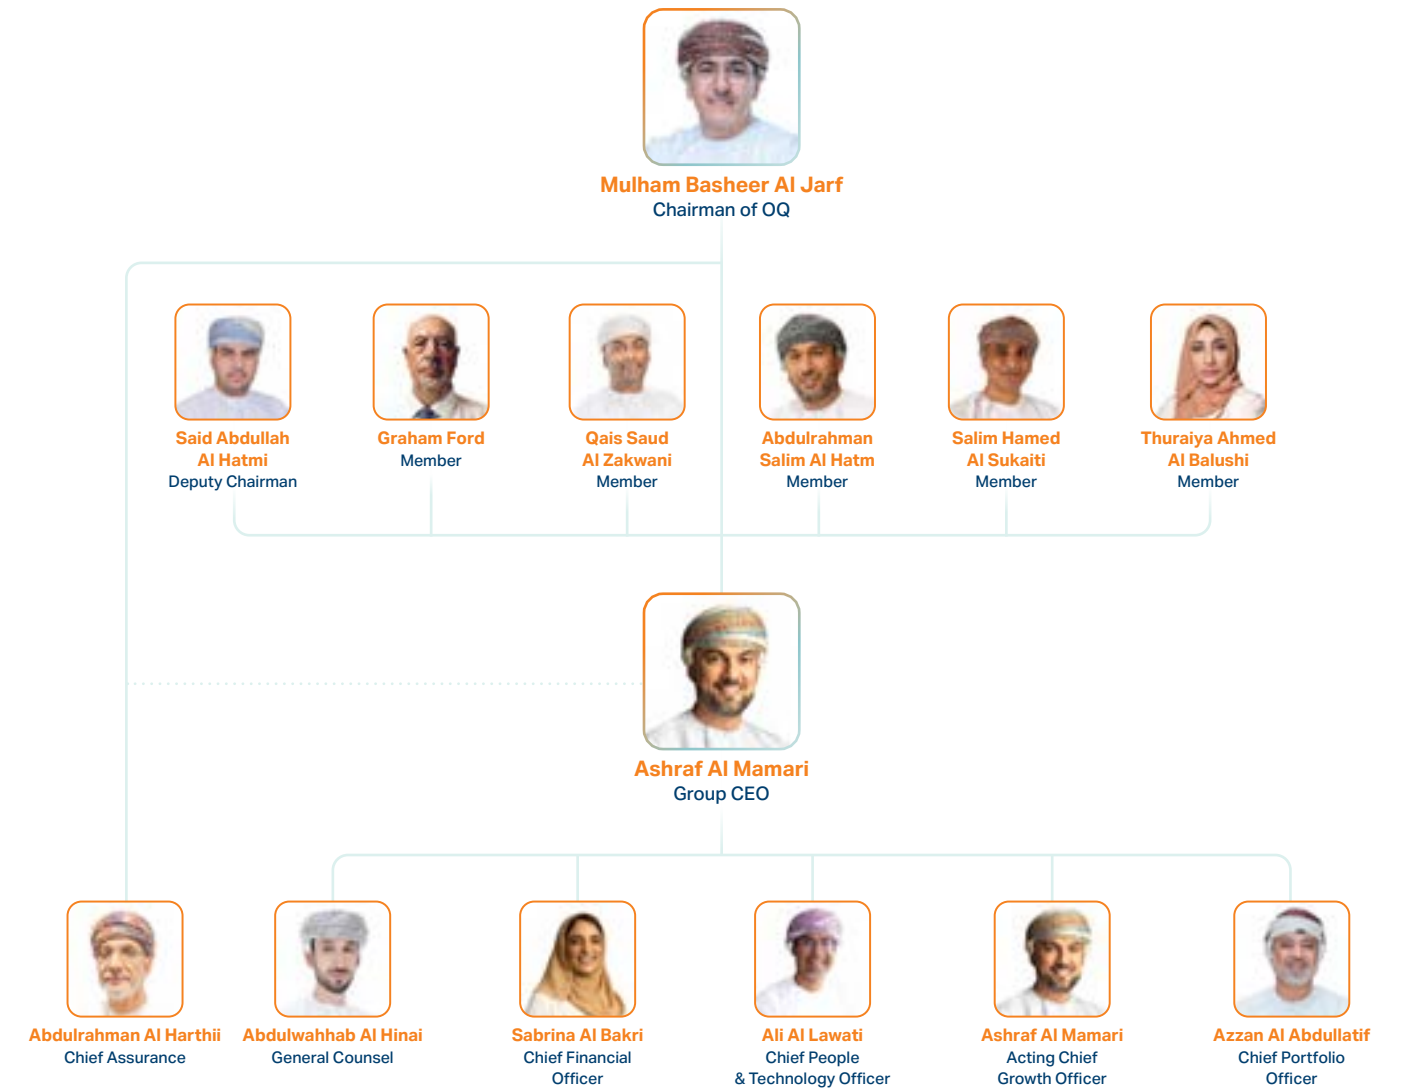 Mulham Basheer Al Jarf
Chairman of OQ
Said Abdullah
Al Hatmi
Deputy Chairman
Graham Ford
Member
Qais Saud
Al Zakwani
Member
Abdulrahman
Salim Al Hatm
Member
Salim Hamed
Al Sukaiti
Member
Thuraiya Ahmed
Al Balushi
Member
Ashraf Al Mamari
Group CEO
Abdulrahman Al Harthii
Chief Assurance
Abdulwahhab Al Hinai
General Counsel
Sabrina Al Bakri
Chief Financial
Officer
Ali Al Lawati
Chief People
& Technology Officer
Ashraf Al Mamari
Acting Chief
Growth Officer
Azzan Al Abdullatif
Chief Portfolio
Officer